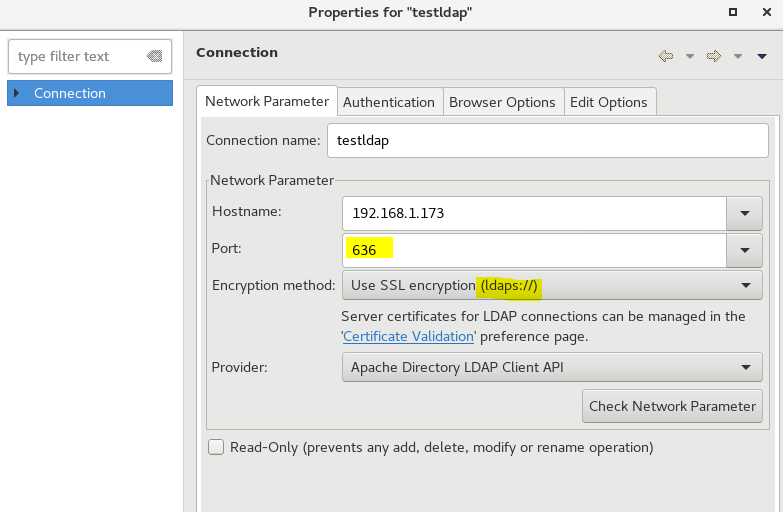 Properties for "testldap"
type filter text
Connection
Connection
Network Parameter
Authentication
Browser Options
Edit Options
Connection name: testldap
Network Parameter
Hostname: 192.168.1.173
Port: 636
Encryption method: Use SSL encryption (ldaps://)
Server certificates for LDAP connections can be managed in the
'Certificate Validation' preference page.
Provider: Apache Directory LDAP Client API
Check Network Parameter
Read-Only (prevents any add, delete, modify or rename operation)